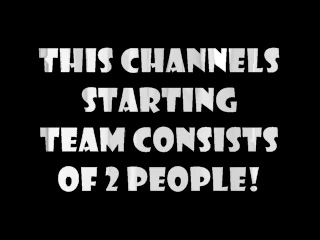 THIS CHANNELS
STARTING
TEAM CONSISTS
OF 2 PEOPLE!